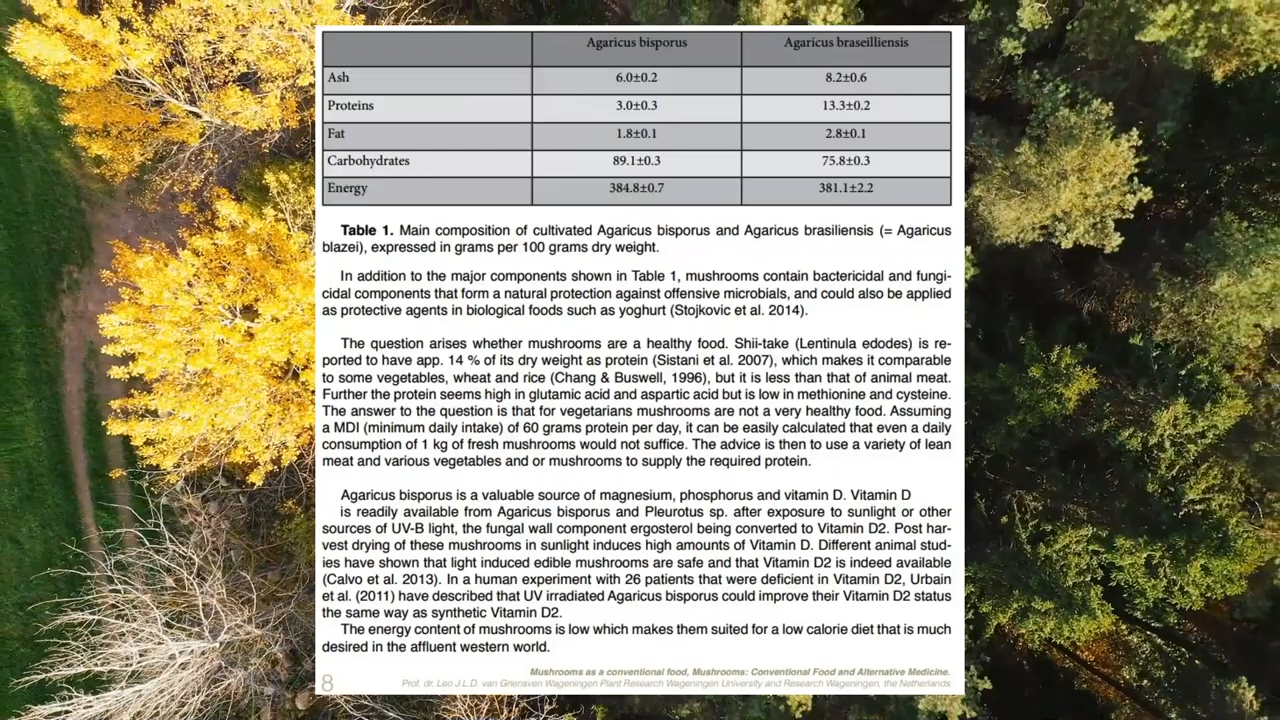 Agaricus bisporus Agaricus braseilliensis
Ash 6.0±0.2 8.2±0.6
Proteins 3.0±0.3 13.3±0.2
Fat 1.8±0.1 2.8±0.1
Carbohydrates 89.1±0.3 75.8±0.3
Energy 384.8±0.7 381.1±2.2
Table 1. Main composition of cultivated Agaricus bisporus and Agaricus brasiliensis (= Agaricus
blazei), expressed in grams per 100 grams dry weight.
In addition to the major components shown in Table 1, mushrooms contain bactericidal and fungi-
cidal components that form a natural protection against offensive microbials, and could also be applied
as protective agents in biological foods such as yoghurt (Stojkovic et al. 2014).
The question arises whether mushrooms are a healthy food. Shii-take (Lentinula edodes) is re-
ported to have app. 14 % of its dry weight as protein (Sistani et al. 2007), which makes it comparable
to some vegetables, wheat and rice (Chang & Buswell, 1996), but it is less than that of animal meat.
Further the protein seems high in glutamic acid and aspartic acid but is low in methionine and cysteine.
The answer to the question is that for vegetarians mushrooms are not a very healthy food. Assuming
a MDI (minimum daily intake) of 60 grams protein per day, it can be easily calculated that even a daily
consumption of 1 kg of fresh mushrooms would not suffice. The advice is then to use a variety of lean
meat and various vegetables and or mushrooms to supply the required protein.
Agaricus bisporus is a valuable source of magnesium, phosphorus and vitamin D. Vitamin D
is readily available from Agaricus bisporus and Pleurotus sp. after exposure to sunlight or other
sources of UV-B light, the fungal wall component ergosterol being converted to Vitamin D2. Post har-
vest drying of these mushrooms in sunlight induces high amounts of Vitamin D. Different animal stud-
ies have shown that light induced edible mushrooms are safe and that Vitamin D2 is indeed available
(Calvo et al. 2013). In a human experiment with 26 patients that were deficient in Vitamin D2, Urbain
et al. (2011) have described that UV irradiated Agaricus bisporus could improve their Vitamin D2 status
the same way as synthetic Vitamin D2.
The energy content of mushrooms is low which makes them suited for a low calorie diet that is much
desired in the affluent western world.
Mushrooms as a conventional food, Mushrooms: Conventional Food and Alternative Medicine.
8 Prof. dr. Leo J.L.D. van Griensven Wageningen Plant Research Wageningen University and Research Wageningen, the Netherlands